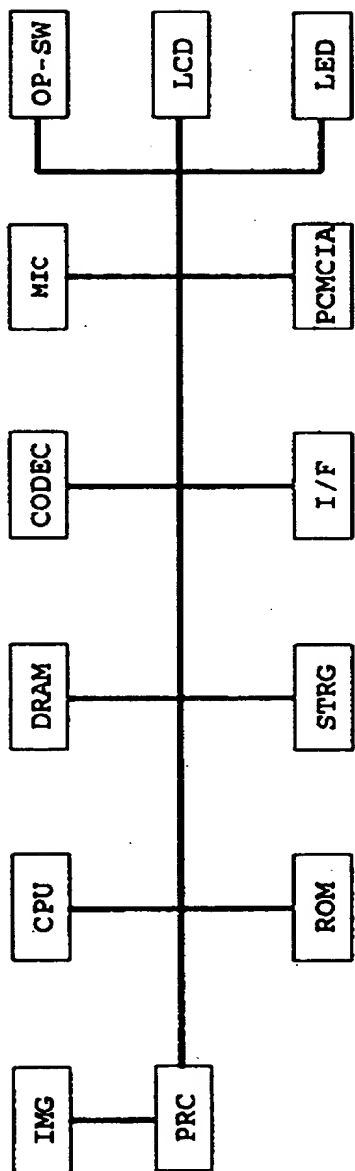 IMG
CPU
DRAM
CODEC
MIC
OP-SW
PRC
LCD
ROM
STRG
I/F
PCMCIA
LED